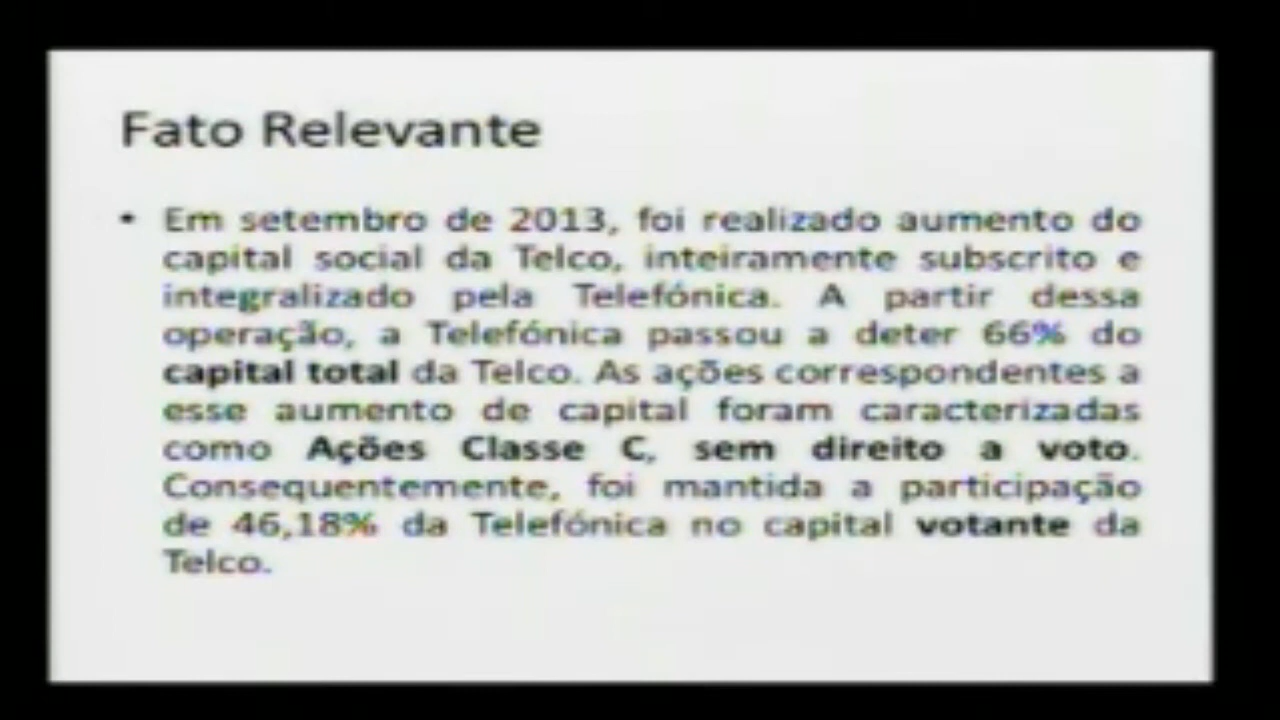 Fato Relevante
• Em setembro de 2013, foi realizado aumento do
capital social da Telco, inteiramente subscrito e
integralizado pela Telefónica. A partir dessa
operação, a Telefónica passou a deter 66% do
capital total da Telco. As ações correspondentes a
esse aumento de capital foram caracterizadas
como Ações Classe C, sem direito a voto.
Consequentemente, foi mantida a participação
de 46,18% da Telefónica no capital votante da
Telco.